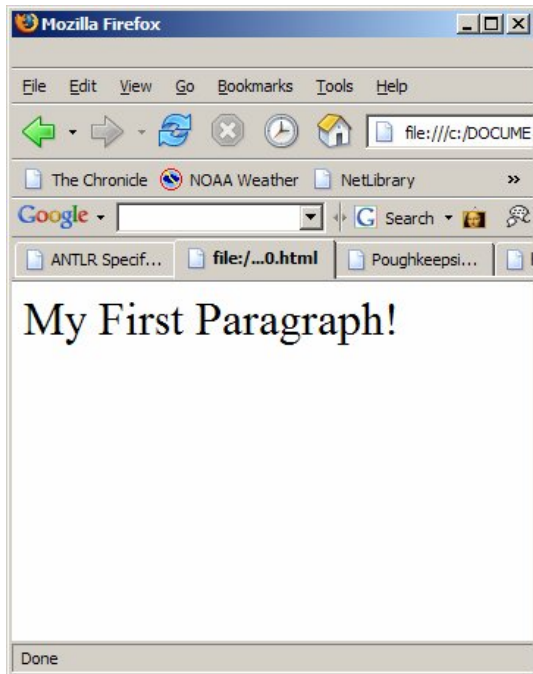 Mozilla Firefox
File Edit View Go Bookmarks Tools Help
file:///c:/DOCUME
The Chronicle NOAA Weather NetLibrary »
Google G Search
ANTLR Specif... file:/...0.html Poughkeepsi...
My First Paragraph!
Done